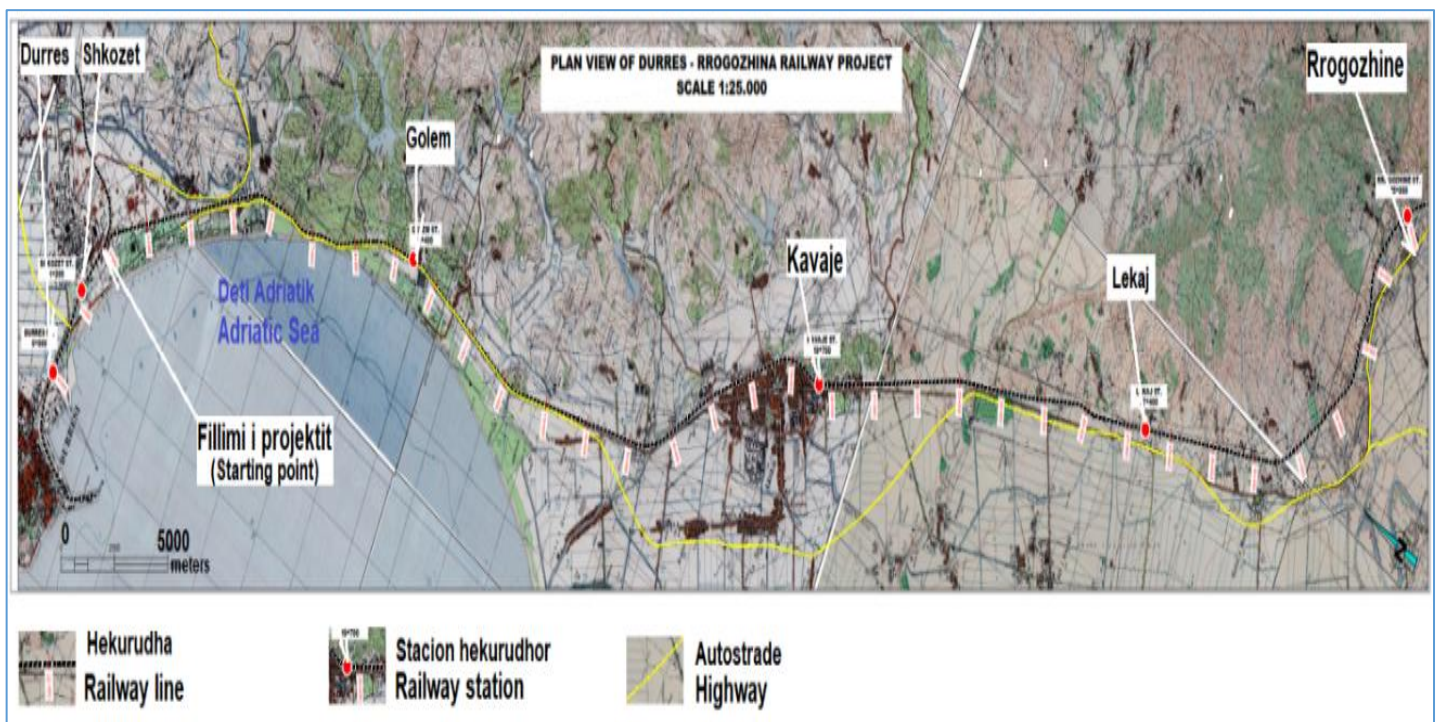 Durres
Shkozet
PLAN VIEW OF DURRES - RROGOZHINA RAILWAY PROJECT
SCALE 1:25.000
Rrogozhine
Golem
Kavaje
Lekaj
Deti Adriatik
Adriatic Sea
Fillimi i projektit
(Starting point)
0
5000
meters
Hekurudha
Railway line
Stacion hekurudhor
Railway station
Autostrade
Highway